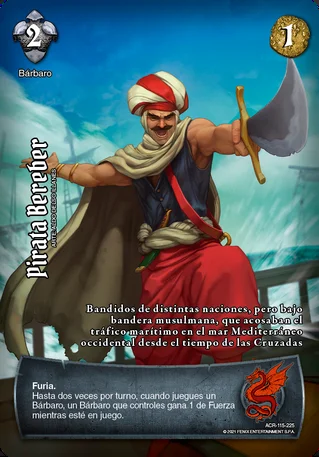 2
1
Bárbaro
Pirata Bereber
Bandidos de distintas naciones, pero bajo
bandera musulmana, que acosaban el
tráfico marítimo en el mar Mediterráneo
occidental desde el tiempo de las Cruzadas
Furia.
Hasta dos veces por turno, cuando juegues un
Bárbaro, un Bárbaro que controles gana 1 de Fuerza
mientras esté en juego.
ACR-115-225
© 2021 FENIX ENTERTAINMENT S.P.A.